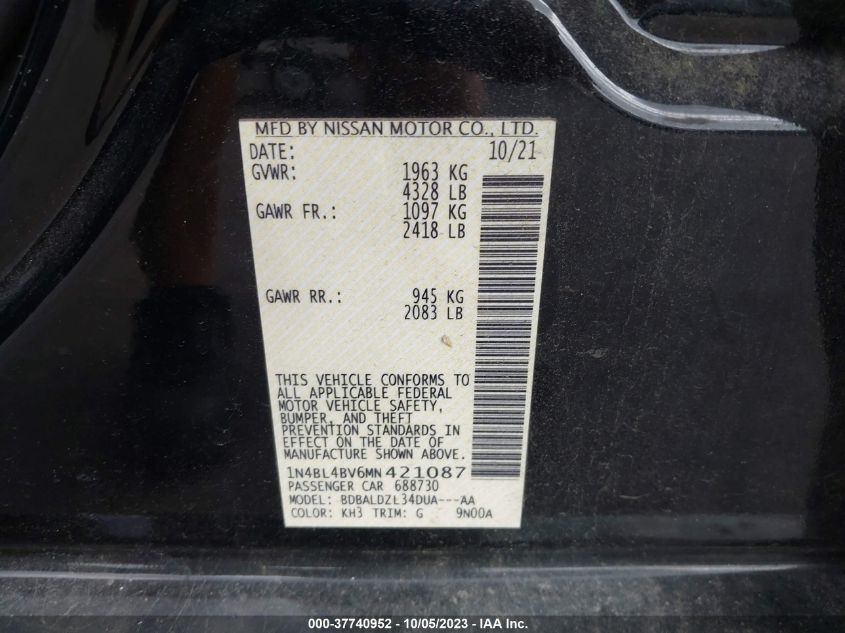 MFD BY NISSAN MOTOR CO., LTD.
DATE: 10/21
GVWR: 1963 KG
4328 LB
GAWR FR.: 1097 KG
2418 LB
GAWR RR.: 945 KG
2083 LB
THIS VEHICLE CONFORMS TO
ALL APPLICABLE FEDERAL
MOTOR VEHICLE SAFETY,
BUMPER, AND THEFT
PREVENTION STANDARDS IN
EFFECT ON THE DATE OF
MANUFACTURE SHOWN ABOVE.
1N4BL4BV6MN421087
PASSENGER CAR 688730
MODEL: BDBALDZL34DUA---AA
COLOR: KH3 TRIM: G 9N00A
000-37740952 - 10/05/2023 - IAA Inc.